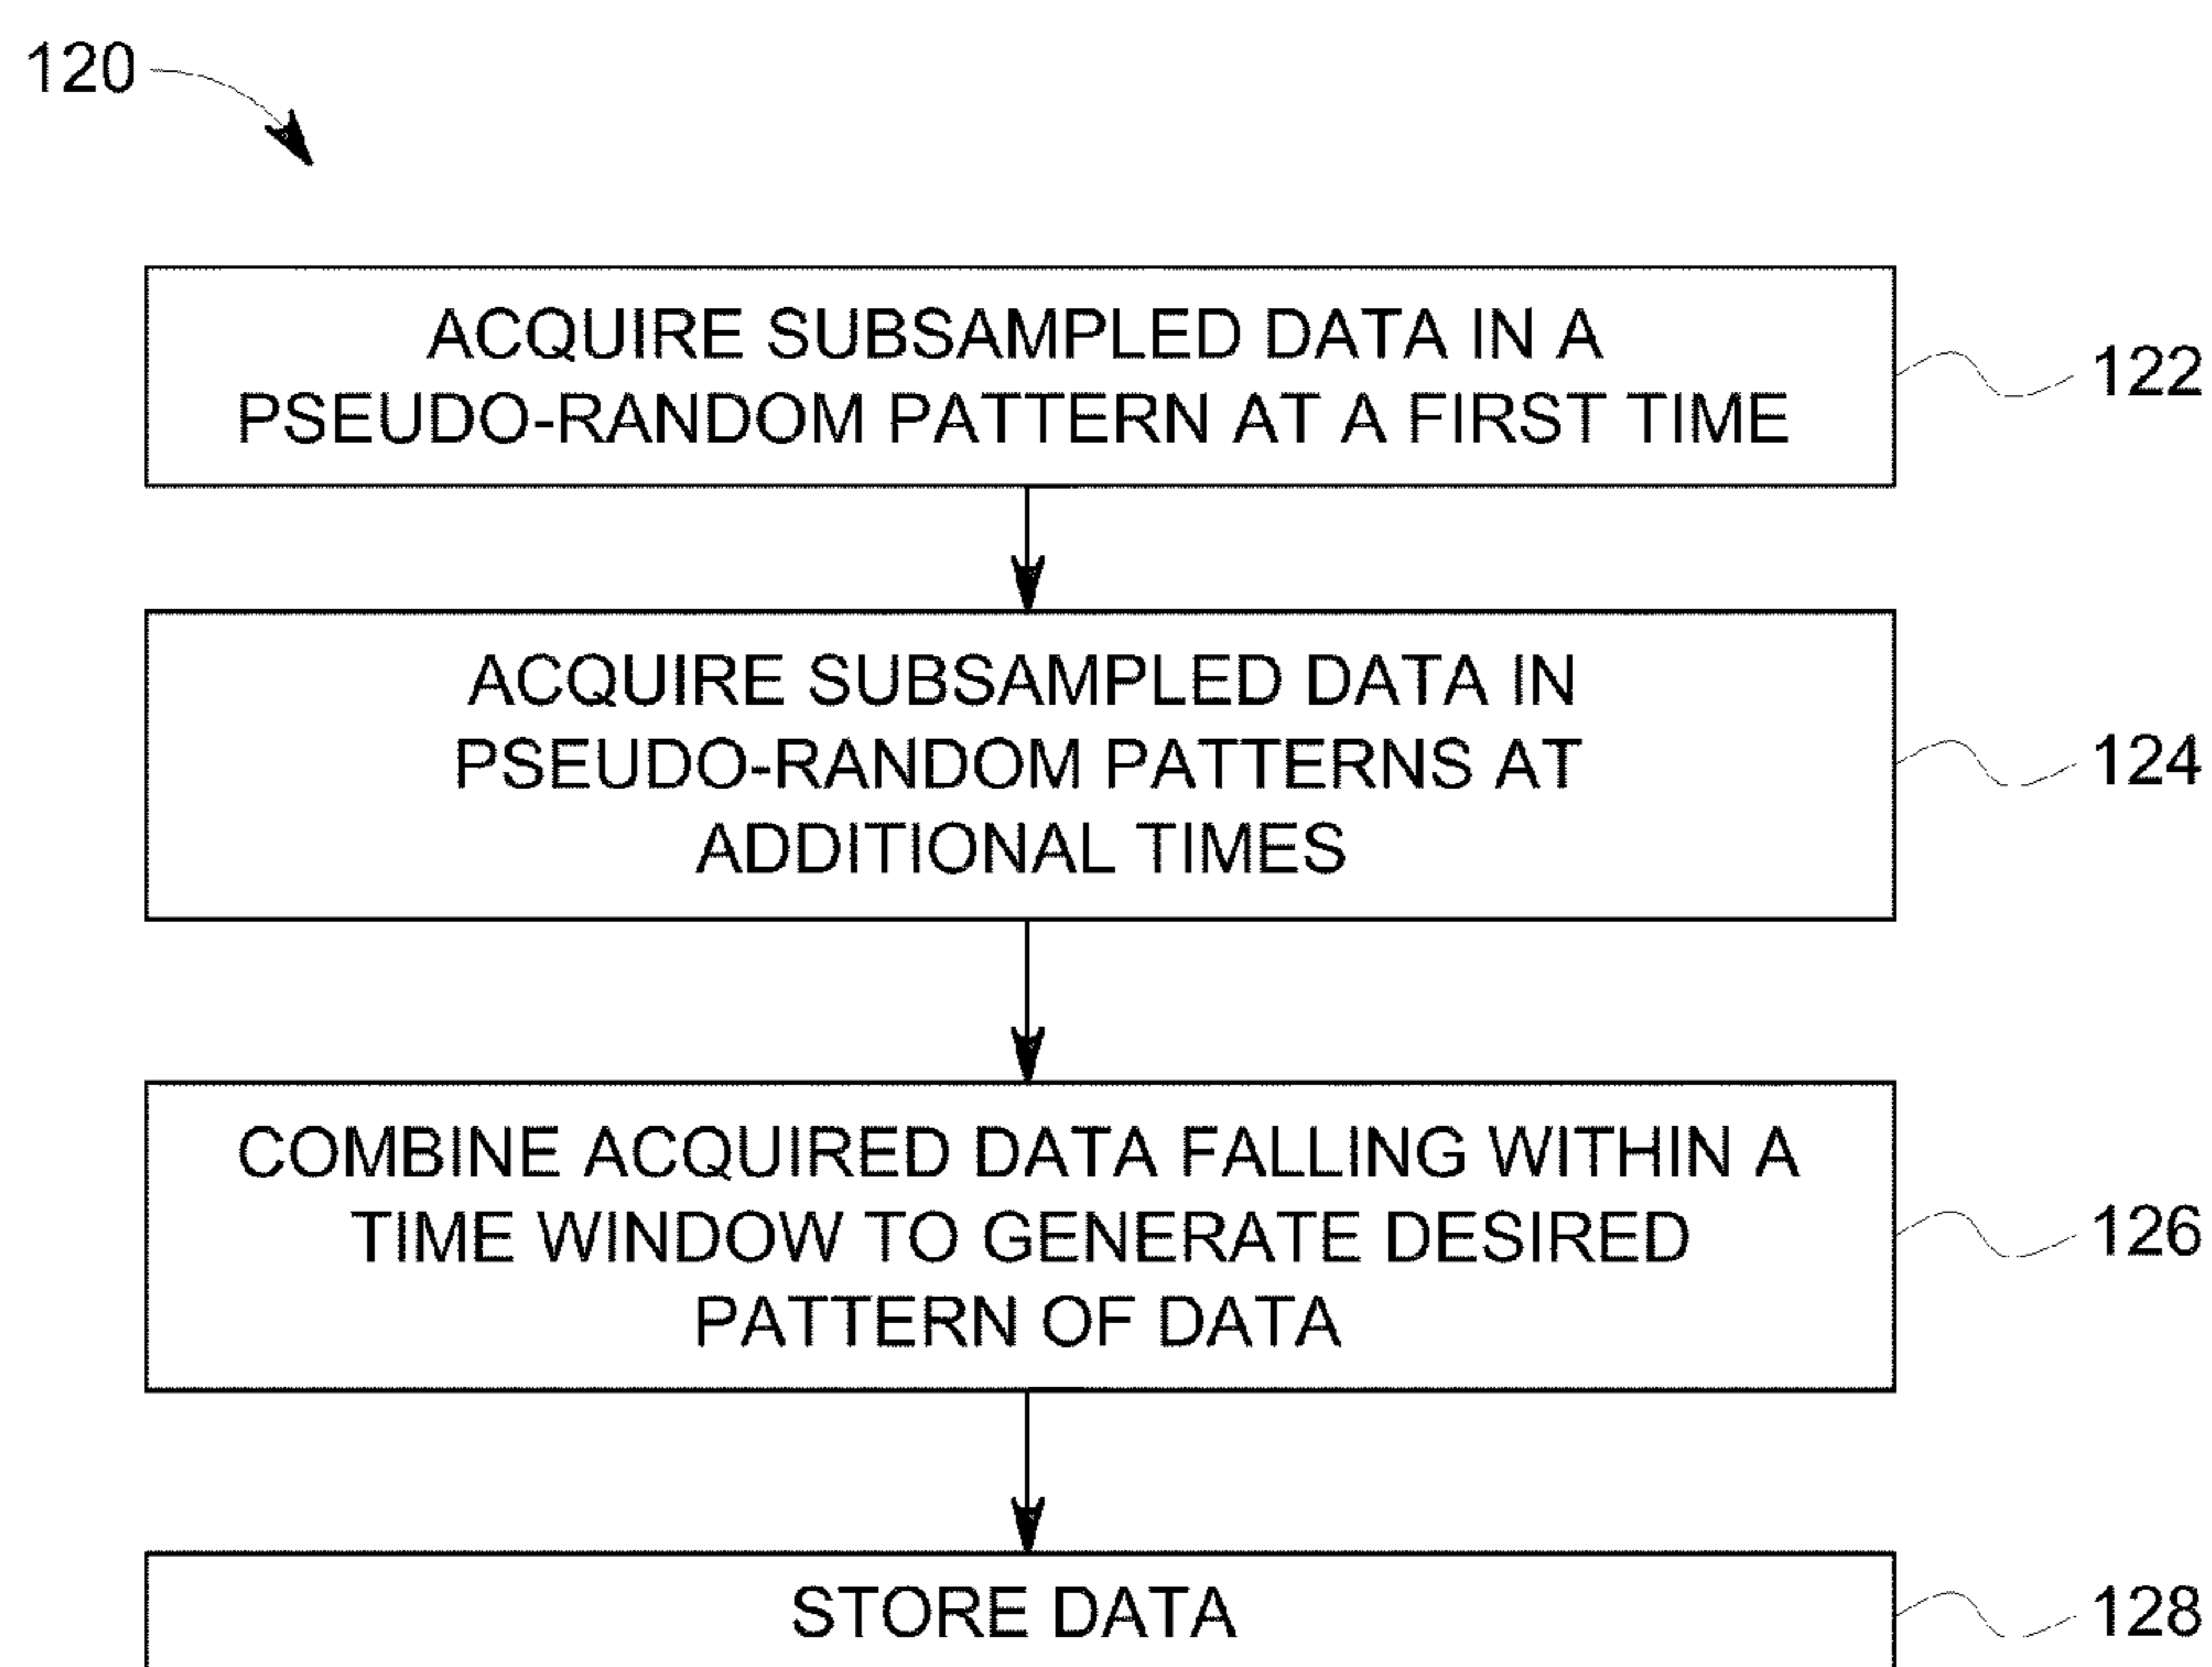 120
ACQUIRE SUBSAMPLED DATA IN A
PSEUDO-RANDOM PATTERN AT A FIRST TIME
122
ACQUIRE SUBSAMPLED DATA IN
PSEUDO-RANDOM PATTERNS AT
ADDITIONAL TIMES
124
COMBINE ACQUIRED DATA FALLING WITHIN A
TIME WINDOW TO GENERATE DESIRED
PATTERN OF DATA
126
STORE DATA
128